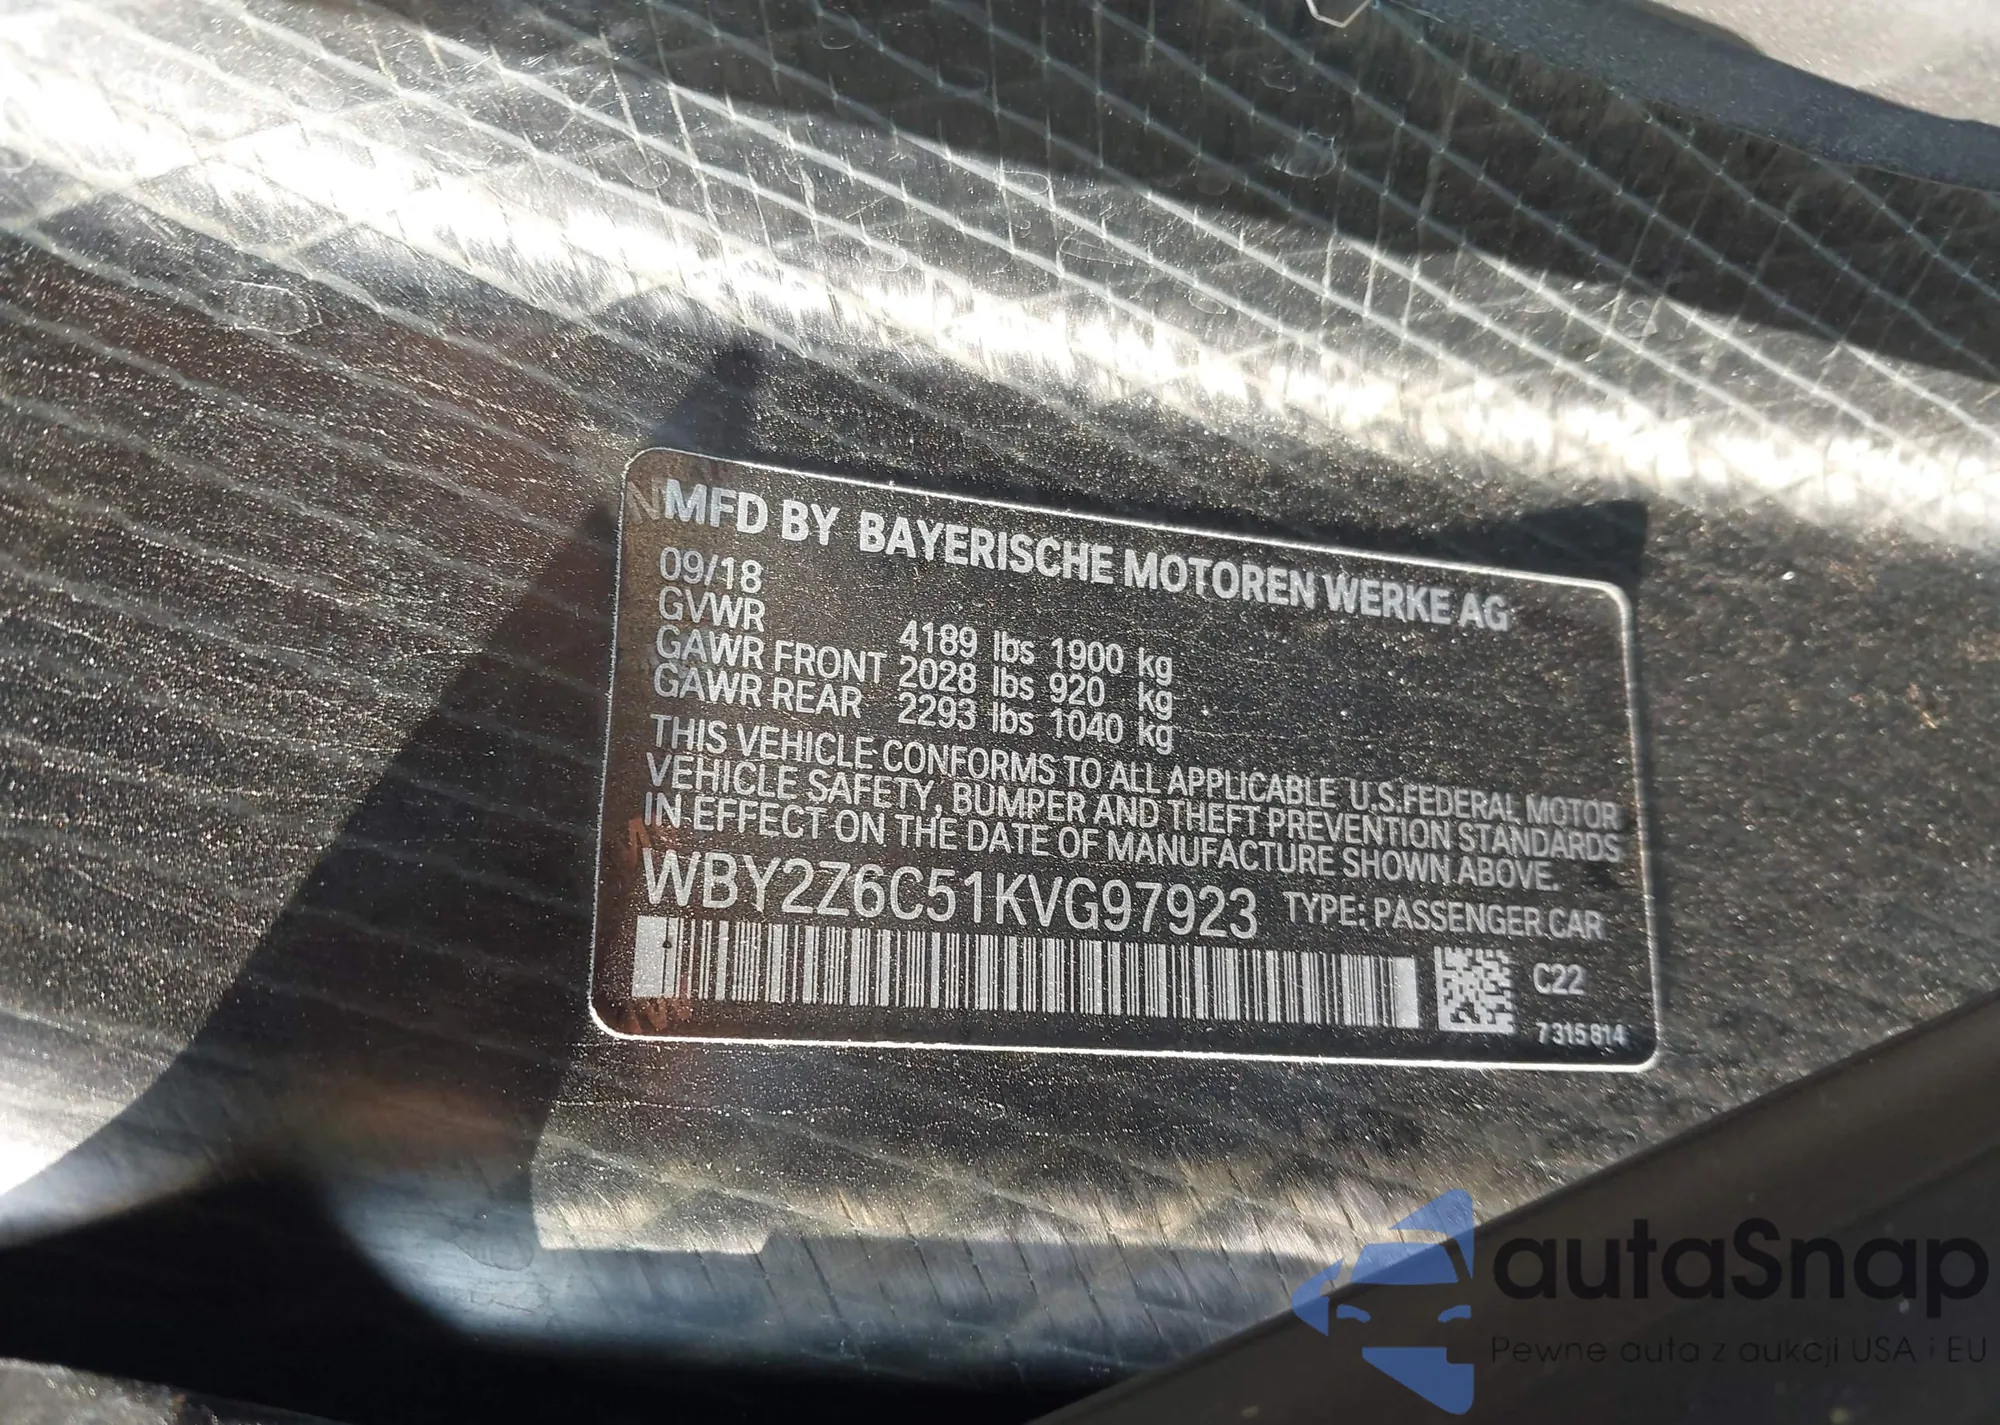 MFD BY BAYERISCHE MOTOREN WERKE AG
09/18
GVWR 4189 lbs 1900 kg
GAWR FRONT 2028 lbs 920 kg
GAWR REAR 2293 lbs 1040 kg
THIS VEHICLE CONFORMS TO ALL APPLICABLE U.S.FEDERAL MOTOR
VEHICLE SAFETY, BUMPER AND THEFT PREVENTION STANDARDS
IN EFFECT ON THE DATE OF MANUFACTURE SHOWN ABOVE.
WBY2Z6C51KVG97923 TYPE: PASSENGER CAR
C22
7 315 814
autaSnap
Pewne auta z aukcji USA i EU